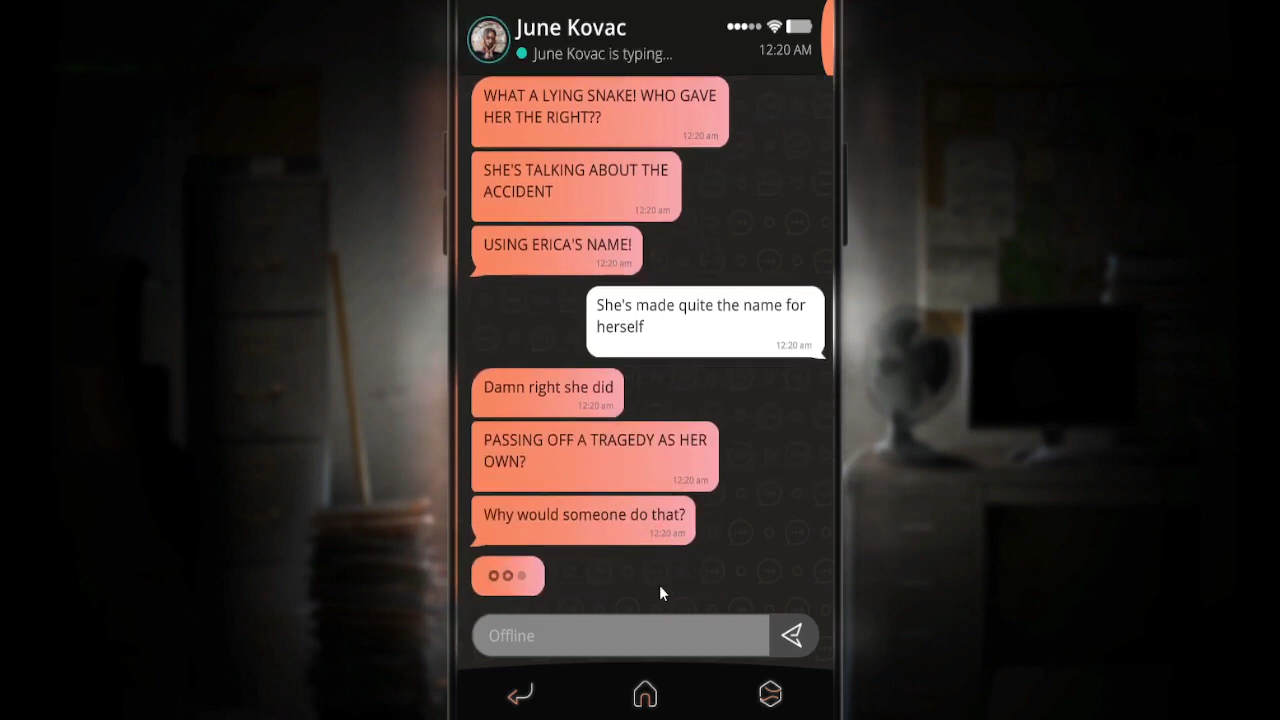 June Kovac
June Kovac is typing...
12:20 AM
WHAT A LYING SNAKE! WHO GAVE
HER THE RIGHT??
12:20 am
SHE'S TALKING ABOUT THE
ACCIDENT
12:20 am
USING ERICA'S NAME!
12:20 am
She's made quite the name for
herself
12:20 am
Damn right she did
12:20 am
PASSING OFF A TRAGEDY AS HER
OWN?
12:20 am
Why would someone do that?
12:20 am
Offline